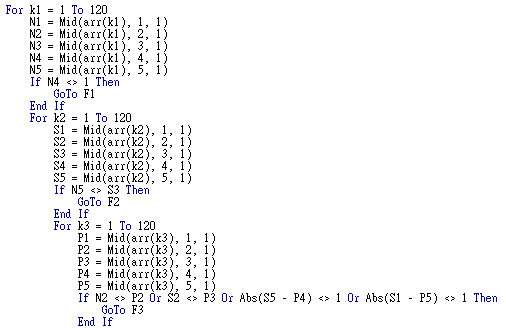 For k1 = 1 To 120
N1 = Mid(arr(k1), 1, 1)
N2 = Mid(arr(k1), 2, 1)
N3 = Mid(arr(k1), 3, 1)
N4 = Mid(arr(k1), 4, 1)
N5 = Mid(arr(k1), 5, 1)
If N4 <> 1 Then
GoTo F1
End If
For k2 = 1 To 120
S1 = Mid(arr(k2), 1, 1)
S2 = Mid(arr(k2), 2, 1)
S3 = Mid(arr(k2), 3, 1)
S4 = Mid(arr(k2), 4, 1)
S5 = Mid(arr(k2), 5, 1)
If N5 <> S3 Then
GoTo F2
End If
For k3 = 1 To 120
P1 = Mid(arr(k3), 1, 1)
P2 = Mid(arr(k3), 2, 1)
P3 = Mid(arr(k3), 3, 1)
P4 = Mid(arr(k3), 4, 1)
P5 = Mid(arr(k3), 5, 1)
If N2 <> P2 Or S2 <> P3 Or Abs(S5 - P4) <> 1 Or Abs(S1 - P5) <> 1 Then
GoTo F3
End If